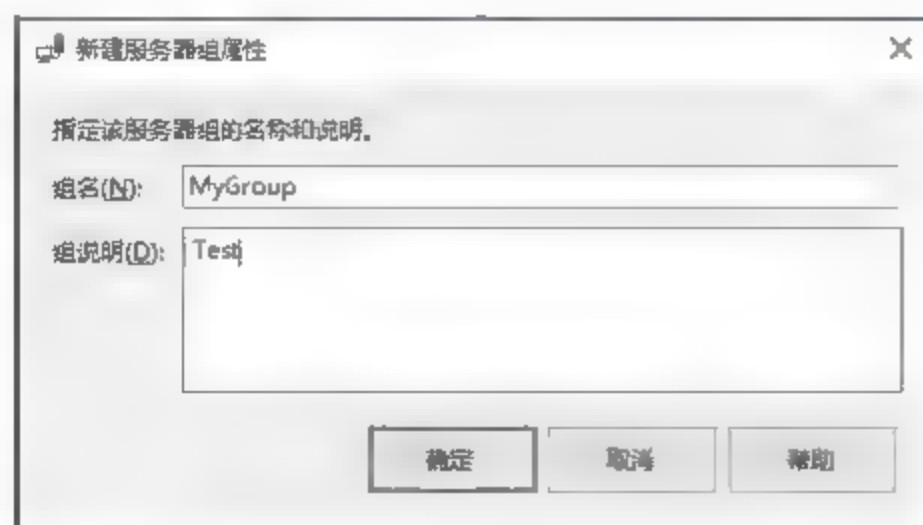 新建服务器组属性
指定该服务器组的名称和说明。
组名(N): MyGroup
组说明(D): Test
确定 取消 帮助